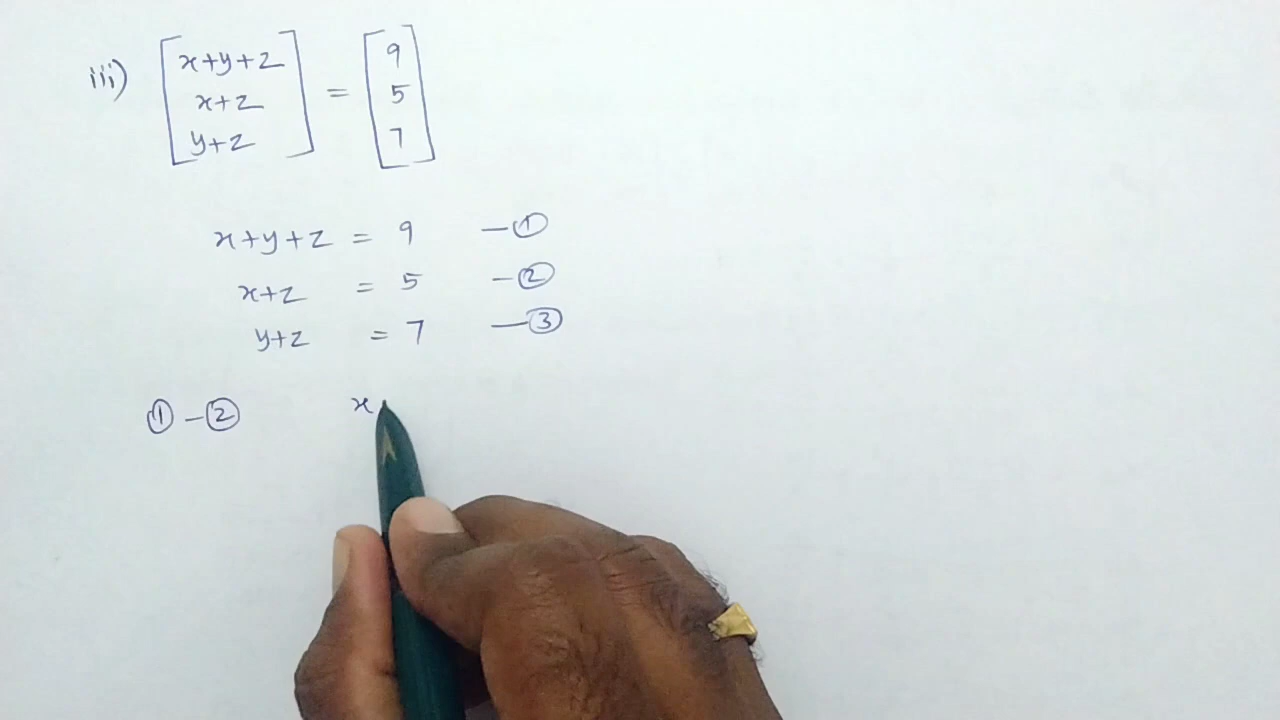 iii) [x+y+z] = [9]
[x+z] [5]
[y+z] [7]
x+y+z = 9 —①
x+z = 5 —②
y+z = 7 —③
① - ② x